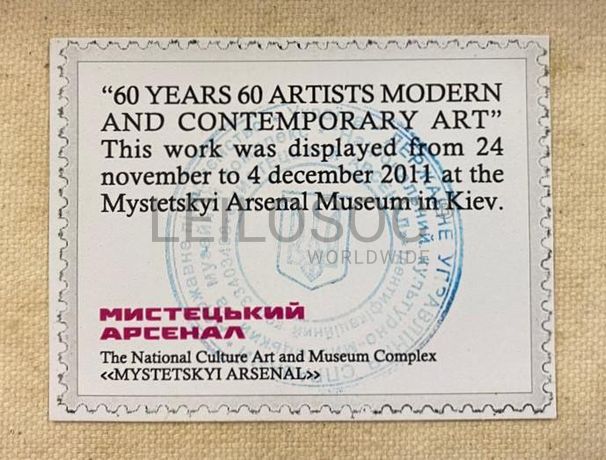 “60 YEARS 60 ARTISTS MODERN
AND CONTEMPORARY ART”
This work was displayed from 24
november to 4 december 2011 at the
Mystetskyi Arsenal Museum in Kiev.
WORLDWIDE
МИСТЕЦЬКИЙ
АРСЕНАЛ
The National Culture Art and Museum Complex
<<MYSTETSKYI ARSENAL>>